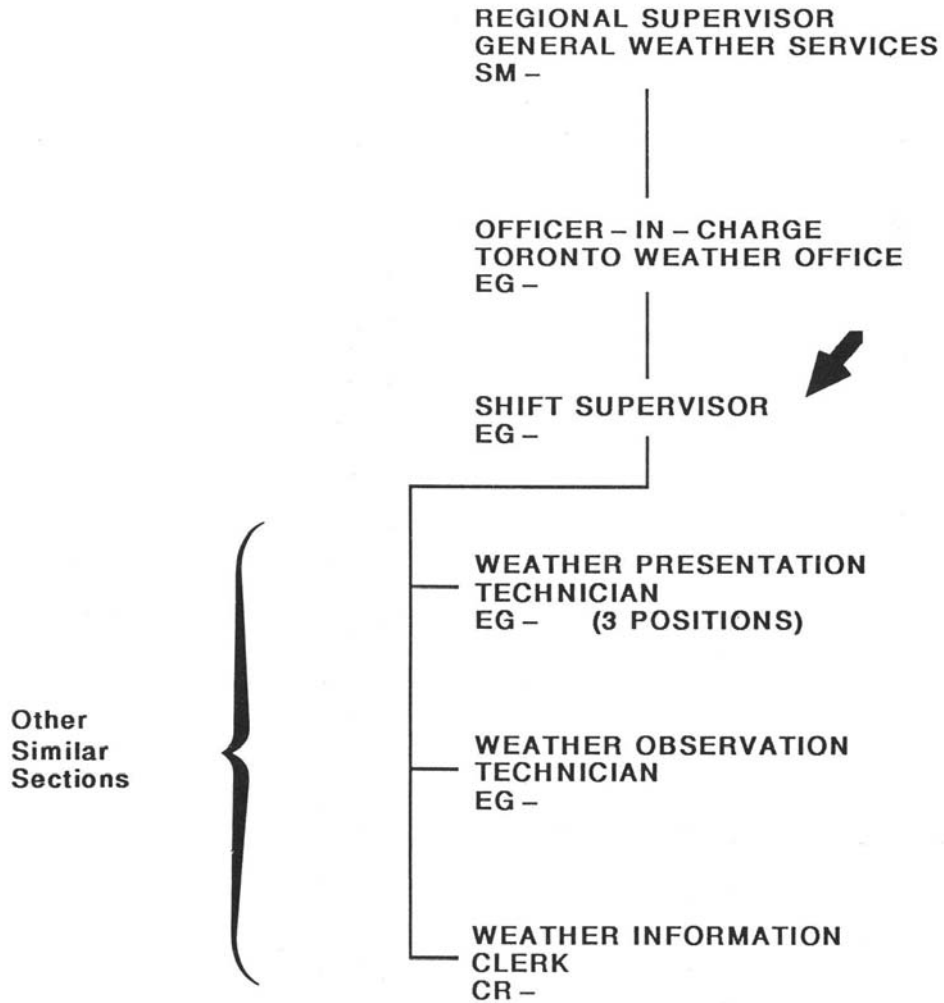 REGIONAL SUPERVISOR
GENERAL WEATHER SERVICES
SM –
OFFICER – IN – CHARGE
TORONTO WEATHER OFFICE
EG –
SHIFT SUPERVISOR
EG –
WEATHER PRESENTATION
TECHNICIAN
EG – (3 POSITIONS)
Other
Similar
Sections
WEATHER OBSERVATION
TECHNICIAN
EG –
WEATHER INFORMATION
CLERK
CR –